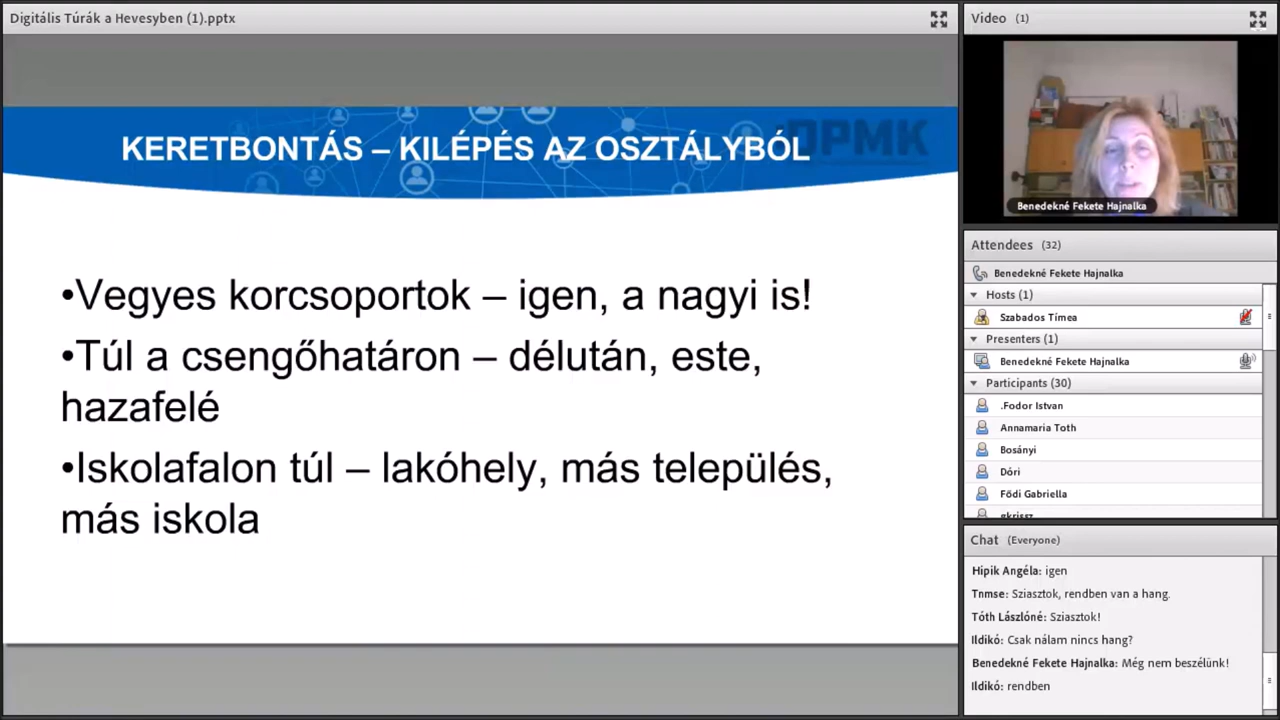 Digitális Túrák a Hevesyben (1).pptx
DPMK
KERETBONTÁS – KILÉPÉS AZ OSZTÁLYBÓL
•Vegyes korcsoportok – igen, a nagyi is!
•Túl a csengőhatáron – délután, este,
hazafelé
•Iskolafalon túl – lakóhely, más település,
más iskola
Video (1)
Benedekné Fekete Hajnalka
Attendees (32)
Benedekné Fekete Hajnalka
Hosts (1)
Szabados Tímea
Presenters (1)
Benedekné Fekete Hajnalka
Participants (30)
.Fodor Istvan
Annamaria Toth
Bosányi
Dóri
Födi Gabriella
Chat (Everyone)
Hipik Angéla: igen
Tnmse: Sziasztok, rendben van a hang.
Tóth Lászlóné: Sziasztok!
Ildikó: Csak nálam nincs hang?
Benedekné Fekete Hajnalka: Még nem beszélünk!
Ildikó: rendben